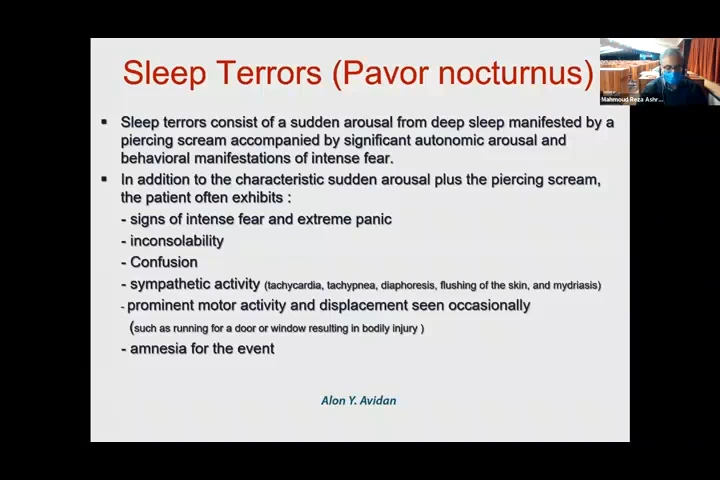 Sleep Terrors (Pavor nocturnus)
Mahmoud Reza Ashr...
▪ Sleep terrors consist of a sudden arousal from deep sleep manifested by a
piercing scream accompanied by significant autonomic arousal and
behavioral manifestations of intense fear.
▪ In addition to the characteristic sudden arousal plus the piercing scream,
the patient often exhibits :
- signs of intense fear and extreme panic
- inconsolability
- Confusion
- sympathetic activity (tachycardia, tachypnea, diaphoresis, flushing of the skin, and mydriasis)
- prominent motor activity and displacement seen occasionally
(such as running for a door or window resulting in bodily injury )
- amnesia for the event
Alon Y. Avidan